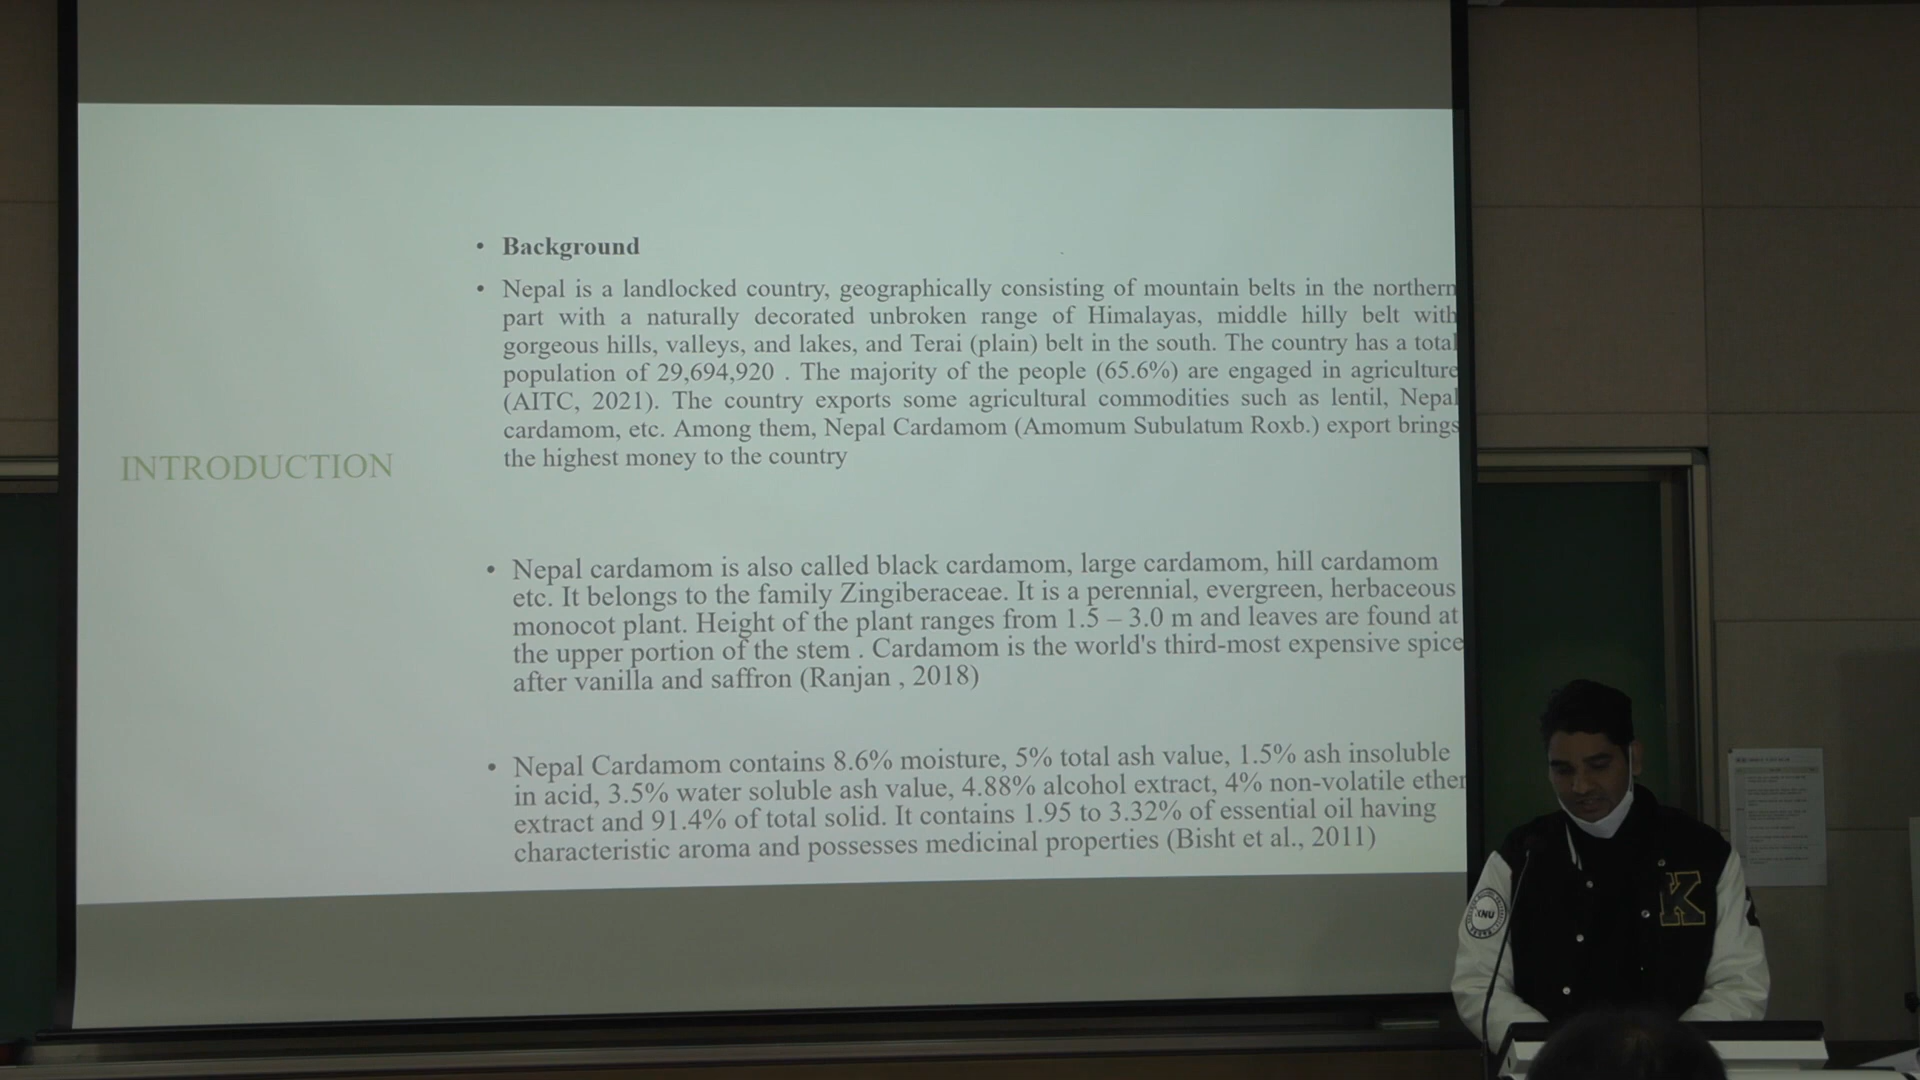 INTRODUCTION
• Background
• Nepal is a landlocked country, geographically consisting of mountain belts in the northern
part with a naturally decorated unbroken range of Himalayas, middle hilly belt with
gorgeous hills, valleys, and lakes, and Terai (plain) belt in the south. The country has a total
population of 29,694,920 . The majority of the people (65.6%) are engaged in agriculture
(AITC, 2021). The country exports some agricultural commodities such as lentil, Nepal
cardamom, etc. Among them, Nepal Cardamom (Amomum Subulatum Roxb.) export brings
the highest money to the country
• Nepal cardamom is also called black cardamom, large cardamom, hill cardamom
etc. It belongs to the family Zingiberaceae. It is a perennial, evergreen, herbaceous
monocot plant. Height of the plant ranges from 1.5 – 3.0 m and leaves are found at
the upper portion of the stem . Cardamom is the world's third-most expensive spice
after vanilla and saffron (Ranjan , 2018)
• Nepal Cardamom contains 8.6% moisture, 5% total ash value, 1.5% ash insoluble
in acid, 3.5% water soluble ash value, 4.88% alcohol extract, 4% non-volatile ether
extract and 91.4% of total solid. It contains 1.95 to 3.32% of essential oil having
characteristic aroma and possesses medicinal properties (Bisht et al., 2011)
K
KNU